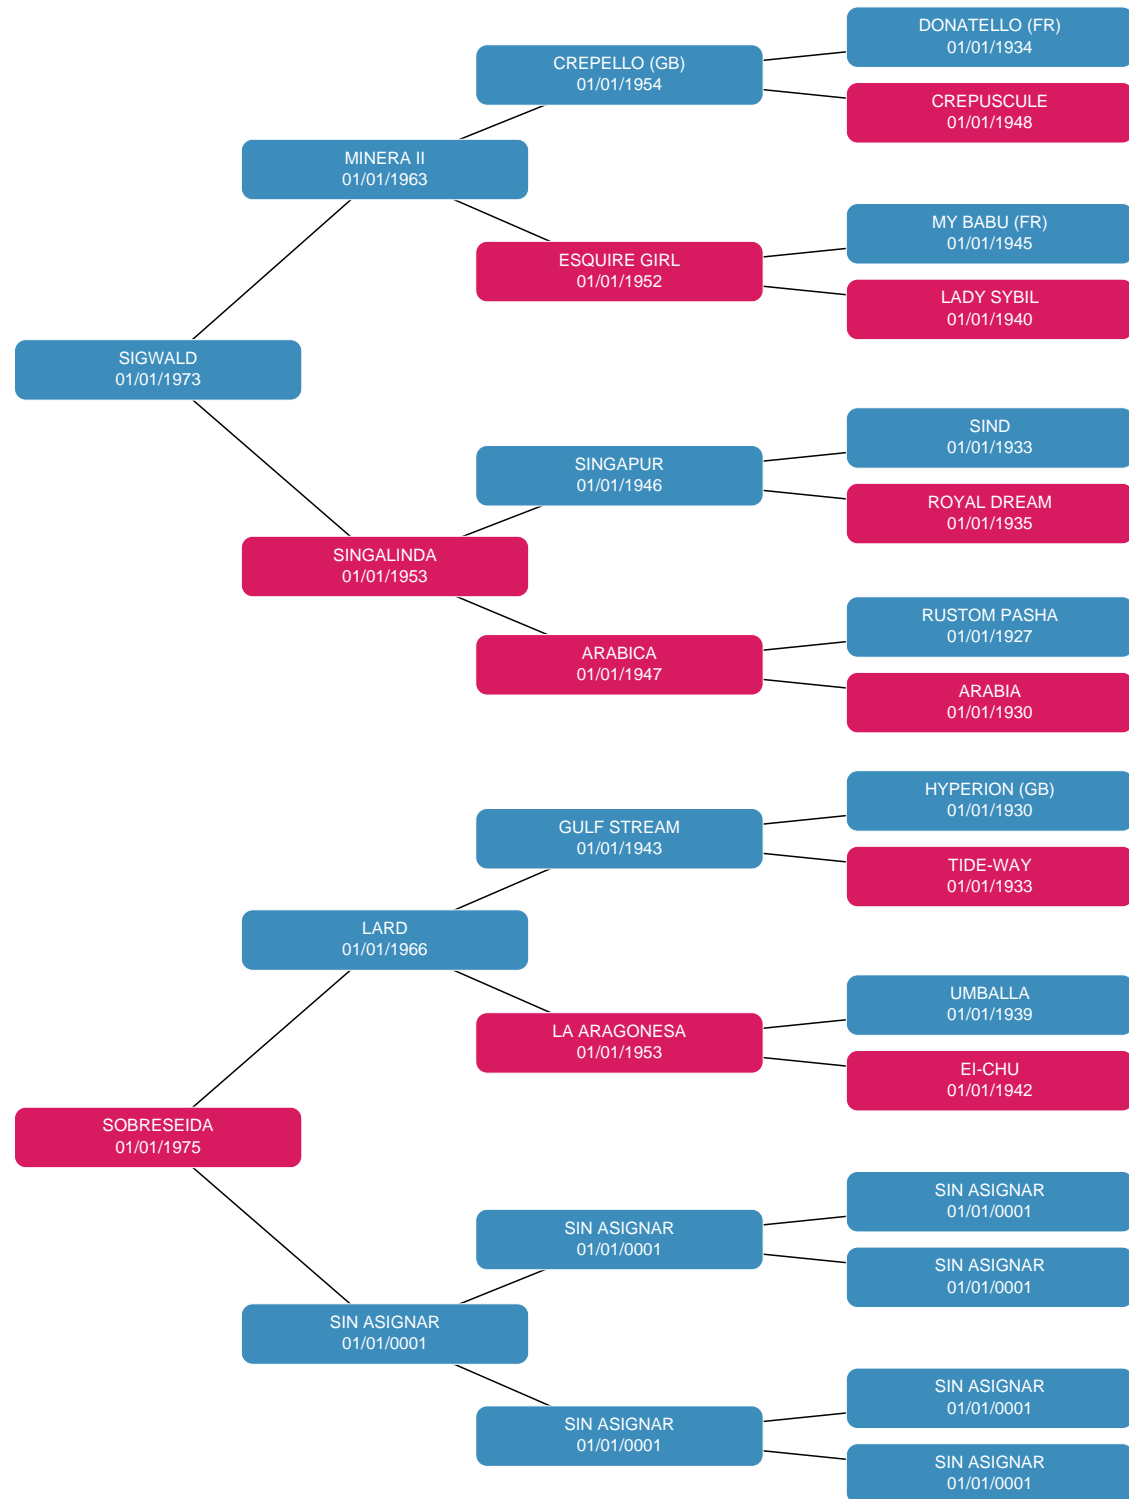 DONATELLO (FR)
01/01/1934
CREPELLO (GB)
01/01/1954
CREPUSCULE
01/01/1948
MINERA II
01/01/1963
MY BABU (FR)
01/01/1945
ESQUIRE GIRL
01/01/1952
LADY SYBIL
01/01/1940
SIGWALD
01/01/1973
SIND
01/01/1933
SINGAPUR
01/01/1946
ROYAL DREAM
01/01/1935
SINGALINDA
01/01/1953
RUSTOM PASHA
01/01/1927
ARABICA
01/01/1947
ARABIA
01/01/1930
HYPERION (GB)
01/01/1930
GULF STREAM
01/01/1943
TIDE-WAY
01/01/1933
LARD
01/01/1966
UMBALLA
01/01/1939
LA ARAGONESA
01/01/1953
EI-CHU
01/01/1942
SOBRESEIDA
01/01/1975
SIN ASIGNAR
01/01/0001
SIN ASIGNAR
01/01/0001
SIN ASIGNAR
01/01/0001
SIN ASIGNAR
01/01/0001
SIN ASIGNAR
01/01/0001
SIN ASIGNAR
01/01/0001
SIN ASIGNAR
01/01/0001